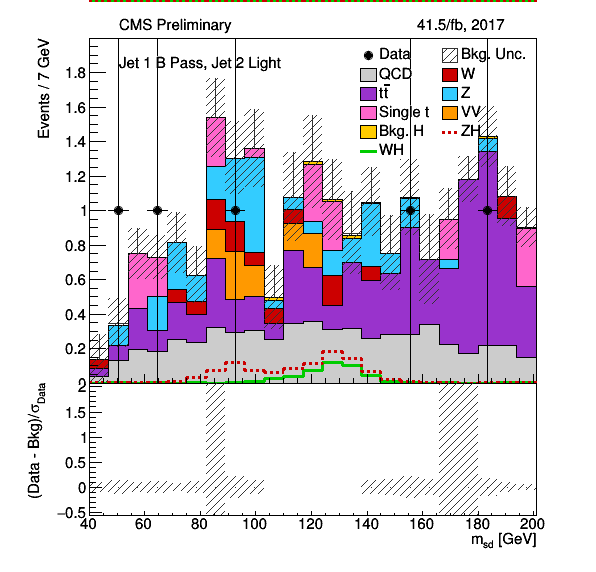 CMS Preliminary 41.5/fb, 2017
Events / 7 GeV
Jet 1 B Pass, Jet 2 Light
Data Bkg. Unc.
QCD W
tt̄ Z
Single t VV
Bkg. H ZH
WH
1.8
1.6
1.4
1.2
1
0.8
0.6
0.4
0.2
0
(Data - Bkg)/σData
2
1.5
1
0.5
0
−0.5
40 60 80 100 120 140 160 180 200
msd [GeV]